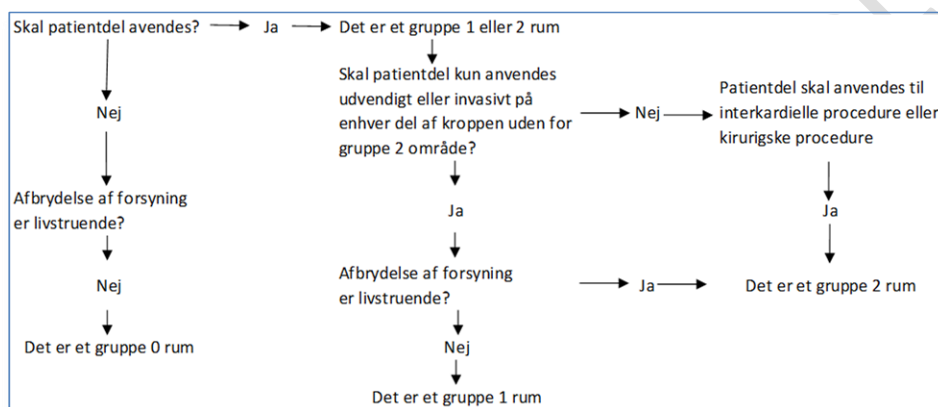 Skal patientdel avendes?
Ja
Det er et gruppe 1 eller 2 rum
Nej
Skal patientdel kun anvendes
udvendigt eller invasivt på
enhver del af kroppen uden for
gruppe 2 område?
Nej
Patientdel skal anvendes til
interkardielle procedure eller
kirurigske procedure
Afbrydelse af forsyning
er livstruende?
Ja
Ja
Nej
Afbrydelse af forsyning
er livstruende?
Ja
Det er et gruppe 2 rum
Det er et gruppe 0 rum
Nej
Det er et gruppe 1 rum